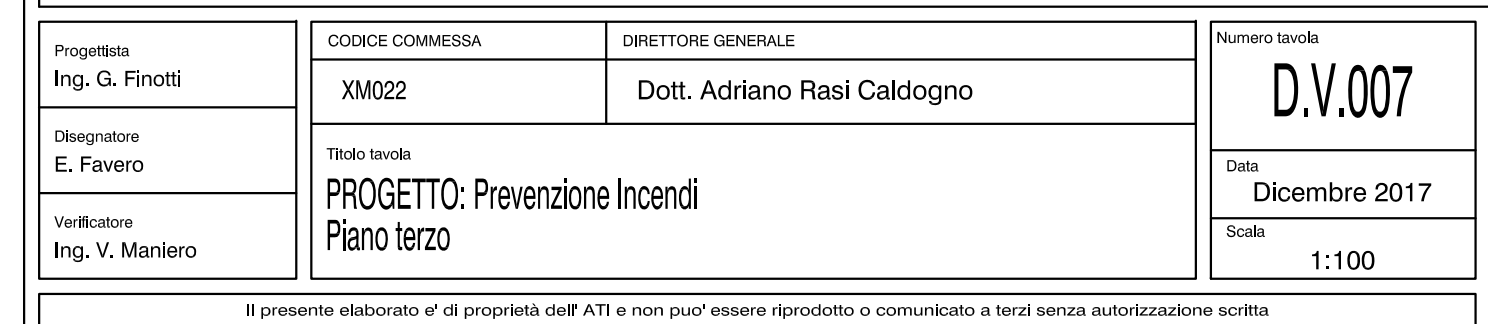 Progettista
Ing. G. Finotti
Disegnatore
E. Favero
Verificatore
Ing. V. Maniero
CODICE COMMESSA
XM022
DIRETTORE GENERALE
Dott. Adriano Rasi Caldogno
Titolo tavola
PROGETTO: Prevenzione Incendi
Piano terzo
Numero tavola
D.V.007
Data
Dicembre 2017
Scala
1:100
Il presente elaborato e' di proprietà dell' ATI e non puo' essere riprodotto o comunicato a terzi senza autorizzazione scritta